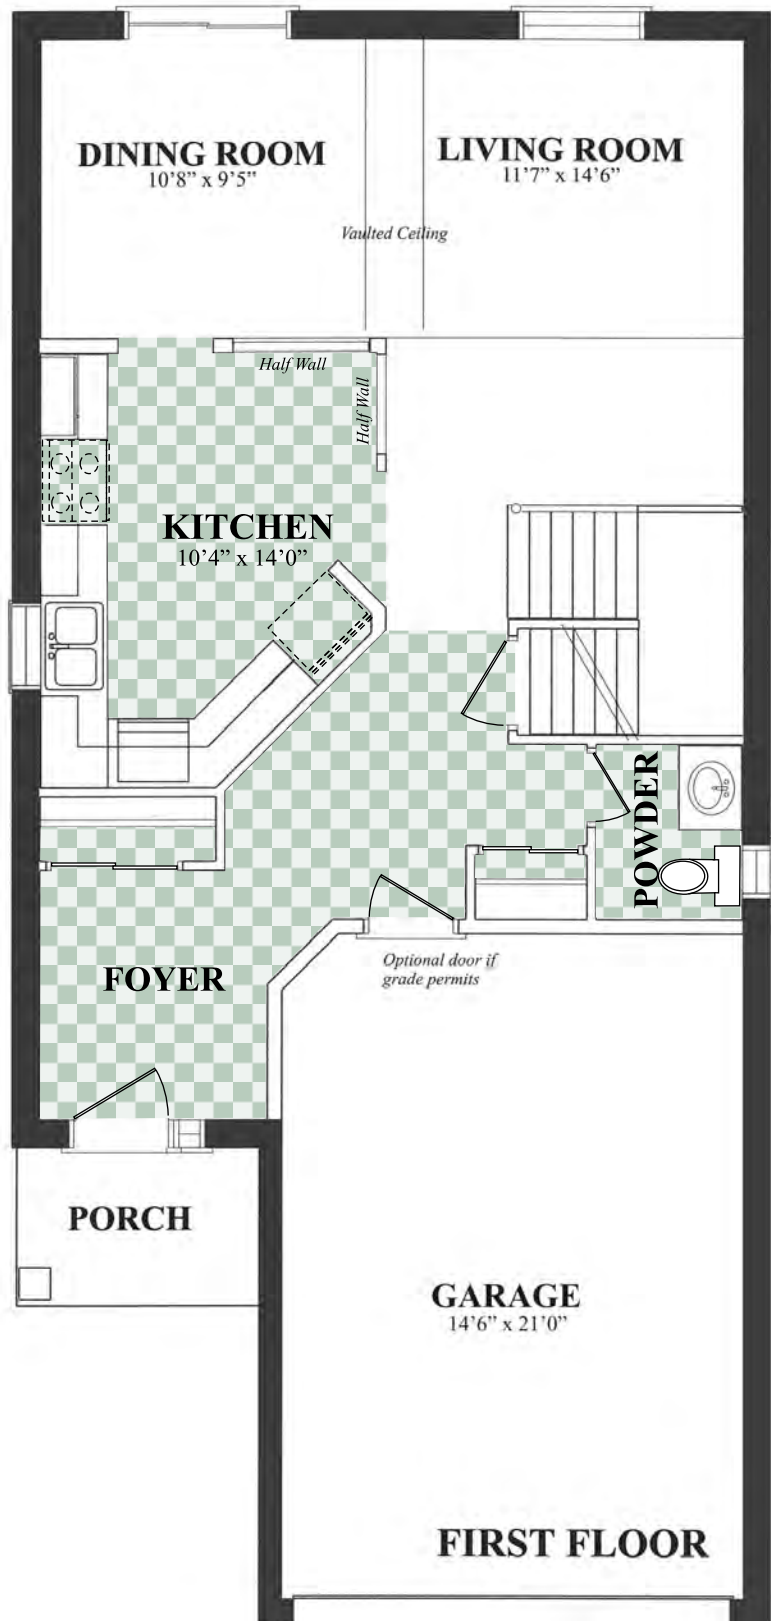 DINING ROOM
10’8” x 9’5”
LIVING ROOM
11’7” x 14’6”
Vaulted Ceiling
Half Wall
Half Wall
KITCHEN
10’4” x 14’0”
POWDER
FOYER
Optional door if
grade permits
PORCH
GARAGE
14’6” x 21’0”
FIRST FLOOR